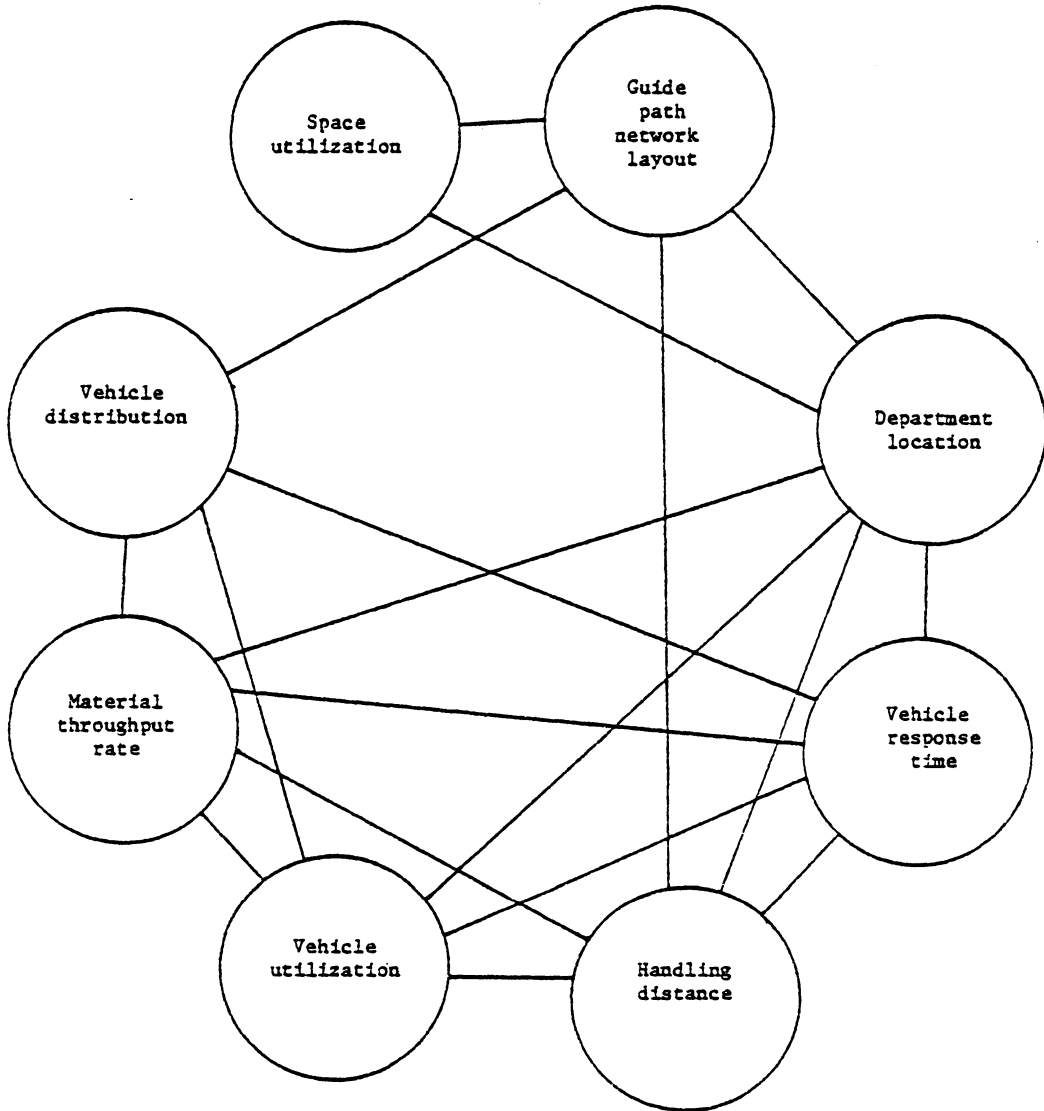 Space
utilization
Guide
path
network
layout
Vehicle
distribution
Department
location
Material
throughput
rate
Vehicle
response
time
Vehicle
utilization
Handling
distance